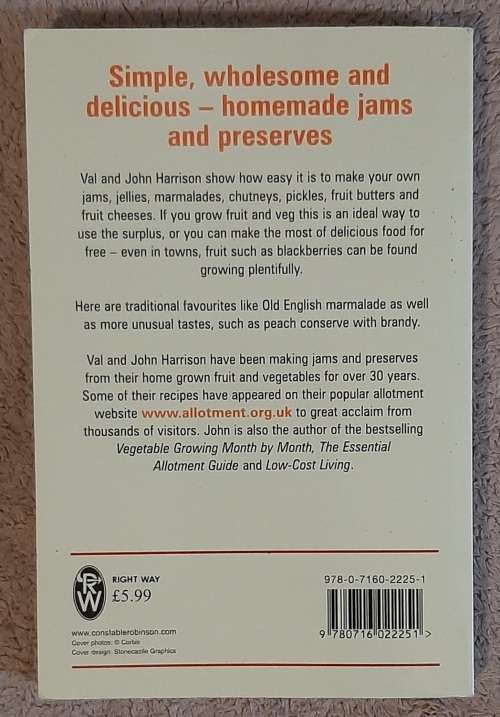 Simple, wholesome and
delicious – homemade jams
and preserves
Val and John Harrison show how easy it is to make your own
jams, jellies, marmalades, chutneys, pickles, fruit butters and
fruit cheeses. If you grow fruit and veg this is an ideal way to
use the surplus, or you can make the most of delicious food for
free – even in towns, fruit such as blackberries can be found
growing plentifully.
Here are traditional favourites like Old English marmalade as well
as more unusual tastes, such as peach conserve with brandy.
Val and John Harrison have been making jams and preserves
from their home grown fruit and vegetables for over 30 years.
Some of their recipes have appeared on their popular allotment
website www.allotment.org.uk to great acclaim from
thousands of visitors. John is also the author of the bestselling
Vegetable Growing Month by Month, The Essential
Allotment Guide and Low-Cost Living.
RW
RIGHT WAY
£5.99
www.constablerobinson.com
Cover photos: © Corbis
Cover design: Stonecastle Graphics
978-0-7160-2225-1
9 780716 022251 >